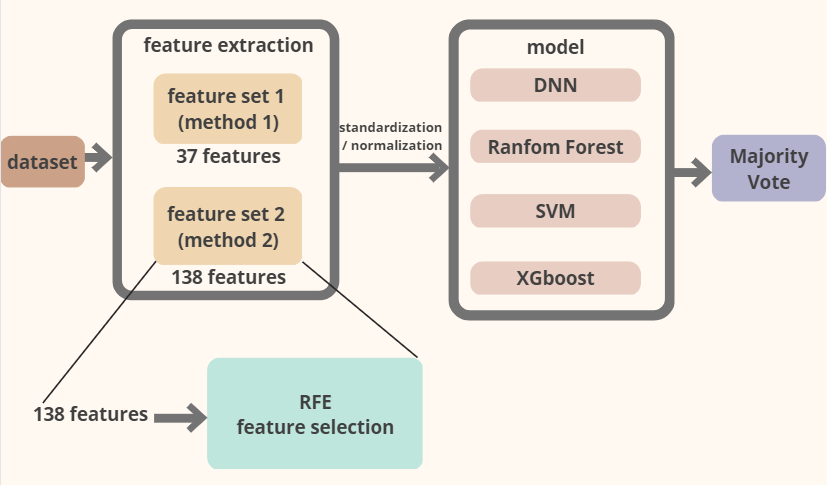 dataset
feature extraction
feature set 1
(method 1)
37 features
feature set 2
(method 2)
138 features
standardization
/ normalization
model
DNN
Ranfom Forest
SVM
XGboost
Majority
Vote
138 features
RFE
feature selection